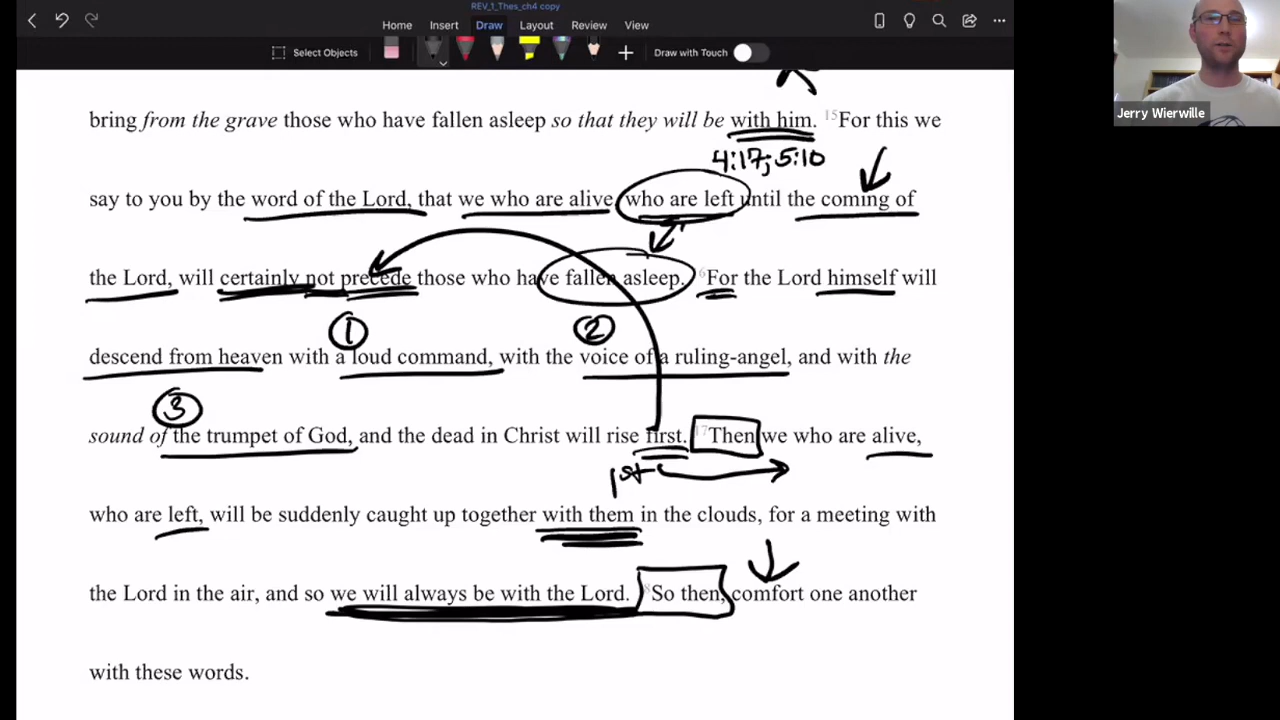 REV_1_Thes_ch4 copy
Home Insert Draw Layout Review View
Select Objects
Draw with Touch
Jerry Wierwille
bring from the grave those who have fallen asleep so that they will be with him. 15For this we
4:17; 5:10
say to you by the word of the Lord, that we who are alive, who are left until the coming of
the Lord, will certainly not precede those who have fallen asleep. 6For the Lord himself will
1 2
descend from heaven with a loud command, with the voice of a ruling-angel, and with the
3
sound of the trumpet of God, and the dead in Christ will rise first. 17Then we who are alive,
1st
who are left, will be suddenly caught up together with them in the clouds, for a meeting with
the Lord in the air, and so we will always be with the Lord. 8So then, comfort one another
with these words.